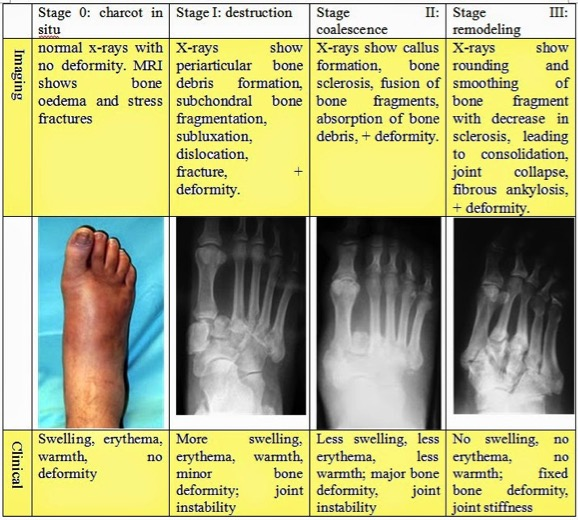 Stage 0: charcot in
situ
Stage I: destruction
Stage II:
coalescence
Stage III:
remodeling
Imaging
normal x-rays with
no deformity. MRI
shows bone
oedema and stress
fractures
X-rays show
periarticular bone
debris formation,
subchondral bone
fragmentation,
subluxation,
dislocation,
fracture, +
deformity.
X-rays show callus
formation, bone
sclerosis, fusion of
bone fragments,
absorption of bone
debris, + deformity.
X-rays show
rounding and
smoothing of
bone fragment
with decrease in
sclerosis, leading
to consolidation,
joint collapse,
fibrous ankylosis,
+ deformity.
Clinical
Swelling, erythema,
warmth, no
deformity
More swelling,
erythema, warmth,
minor bone
deformity; joint
instability
Less swelling, less
erythema, less
warmth; major bone
deformity, joint
instability
No swelling, no
erythema, no
warmth; fixed
bone deformity,
joint stiffness